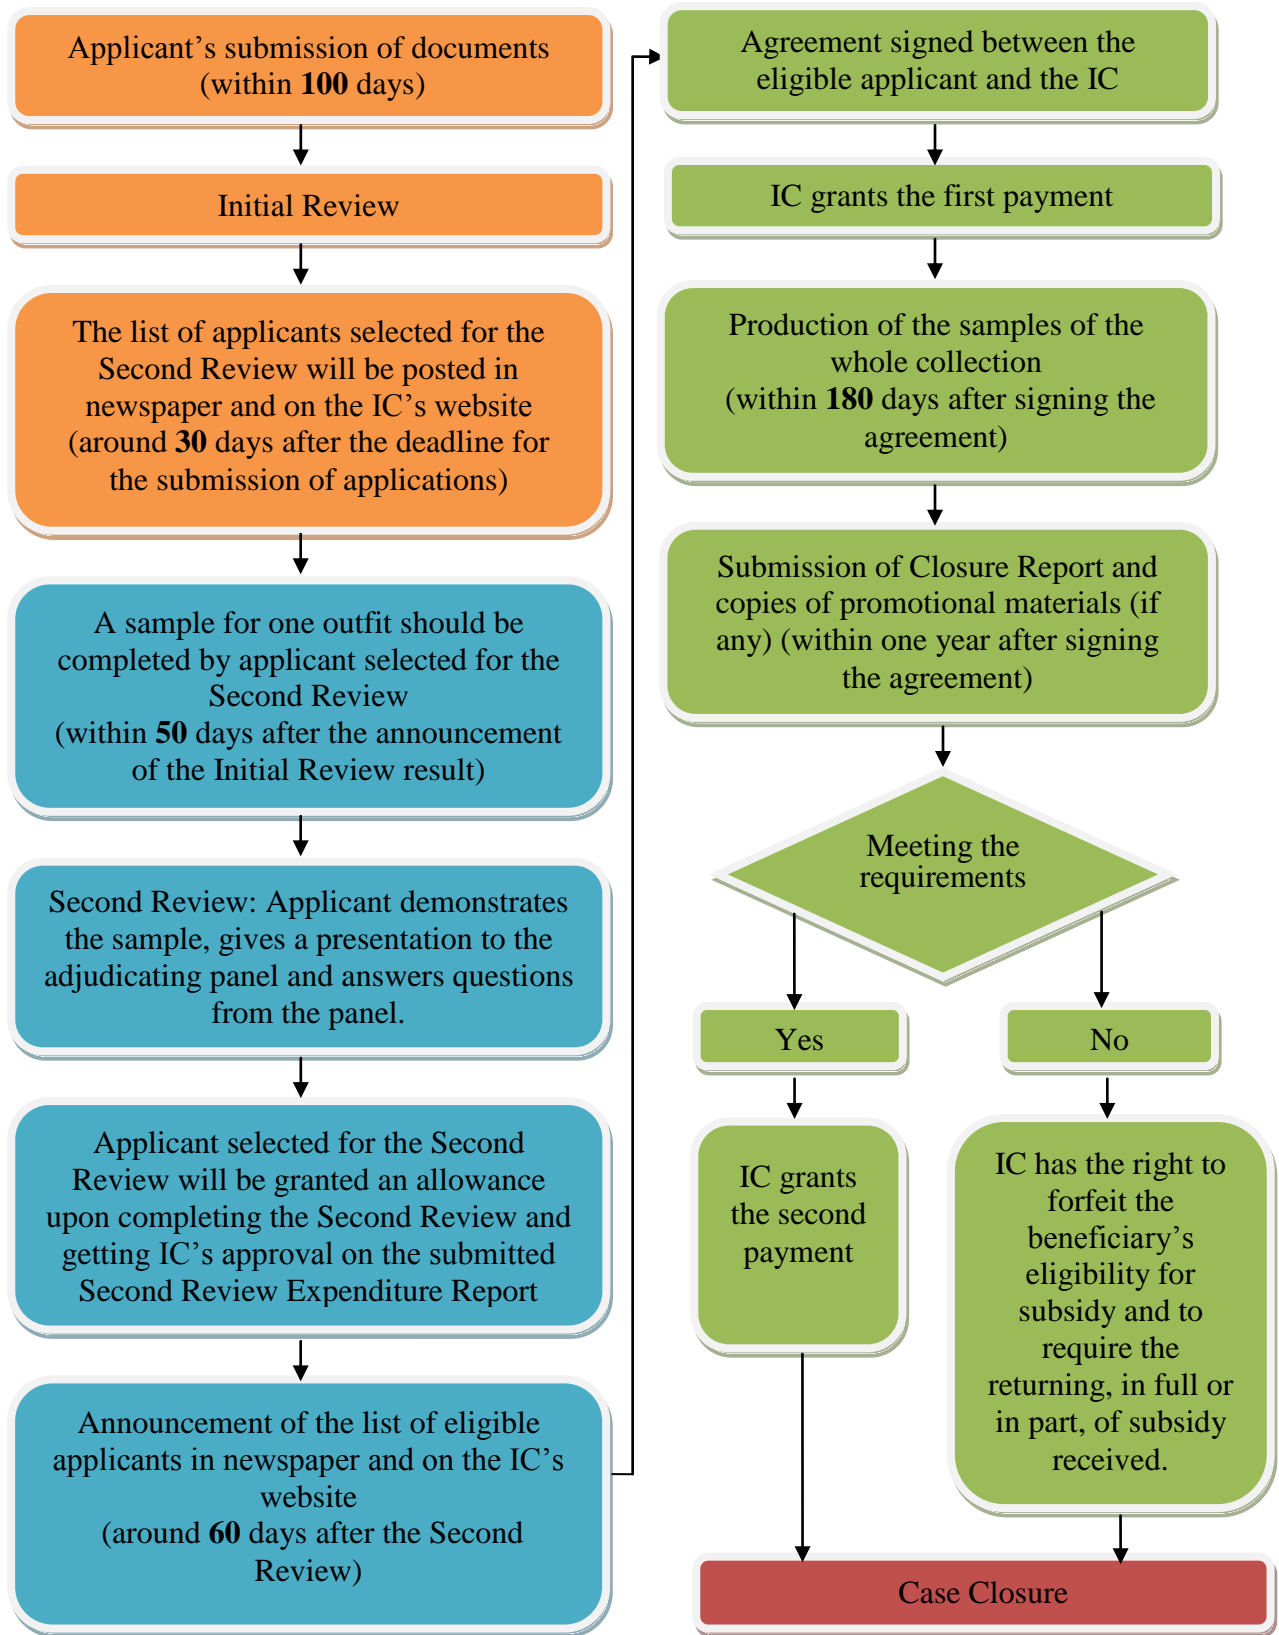 Applicant’s submission of documents
(within 100 days)
Initial Review
The list of applicants selected for the
Second Review will be posted in
newspaper and on the IC’s website
(around 30 days after the deadline for
the submission of applications)
A sample for one outfit should be
completed by applicant selected for the
Second Review
(within 50 days after the announcement
of the Initial Review result)
Second Review: Applicant demonstrates
the sample, gives a presentation to the
adjudicating panel and answers questions
from the panel.
Applicant selected for the Second
Review will be granted an allowance
upon completing the Second Review and
getting IC’s approval on the submitted
Second Review Expenditure Report
Announcement of the list of eligible
applicants in newspaper and on the IC’s
website
(around 60 days after the Second
Review)
Agreement signed between the
eligible applicant and the IC
IC grants the first payment
Production of the samples of the
whole collection
(within 180 days after signing the
agreement)
Submission of Closure Report and
copies of promotional materials (if
any) (within one year after signing
the agreement)
Meeting the
requirements
Yes
No
IC grants
the second
payment
IC has the right to
forfeit the
beneficiary’s
eligibility for
subsidy and to
require the
returning, in full or
in part, of subsidy
received.
Case Closure